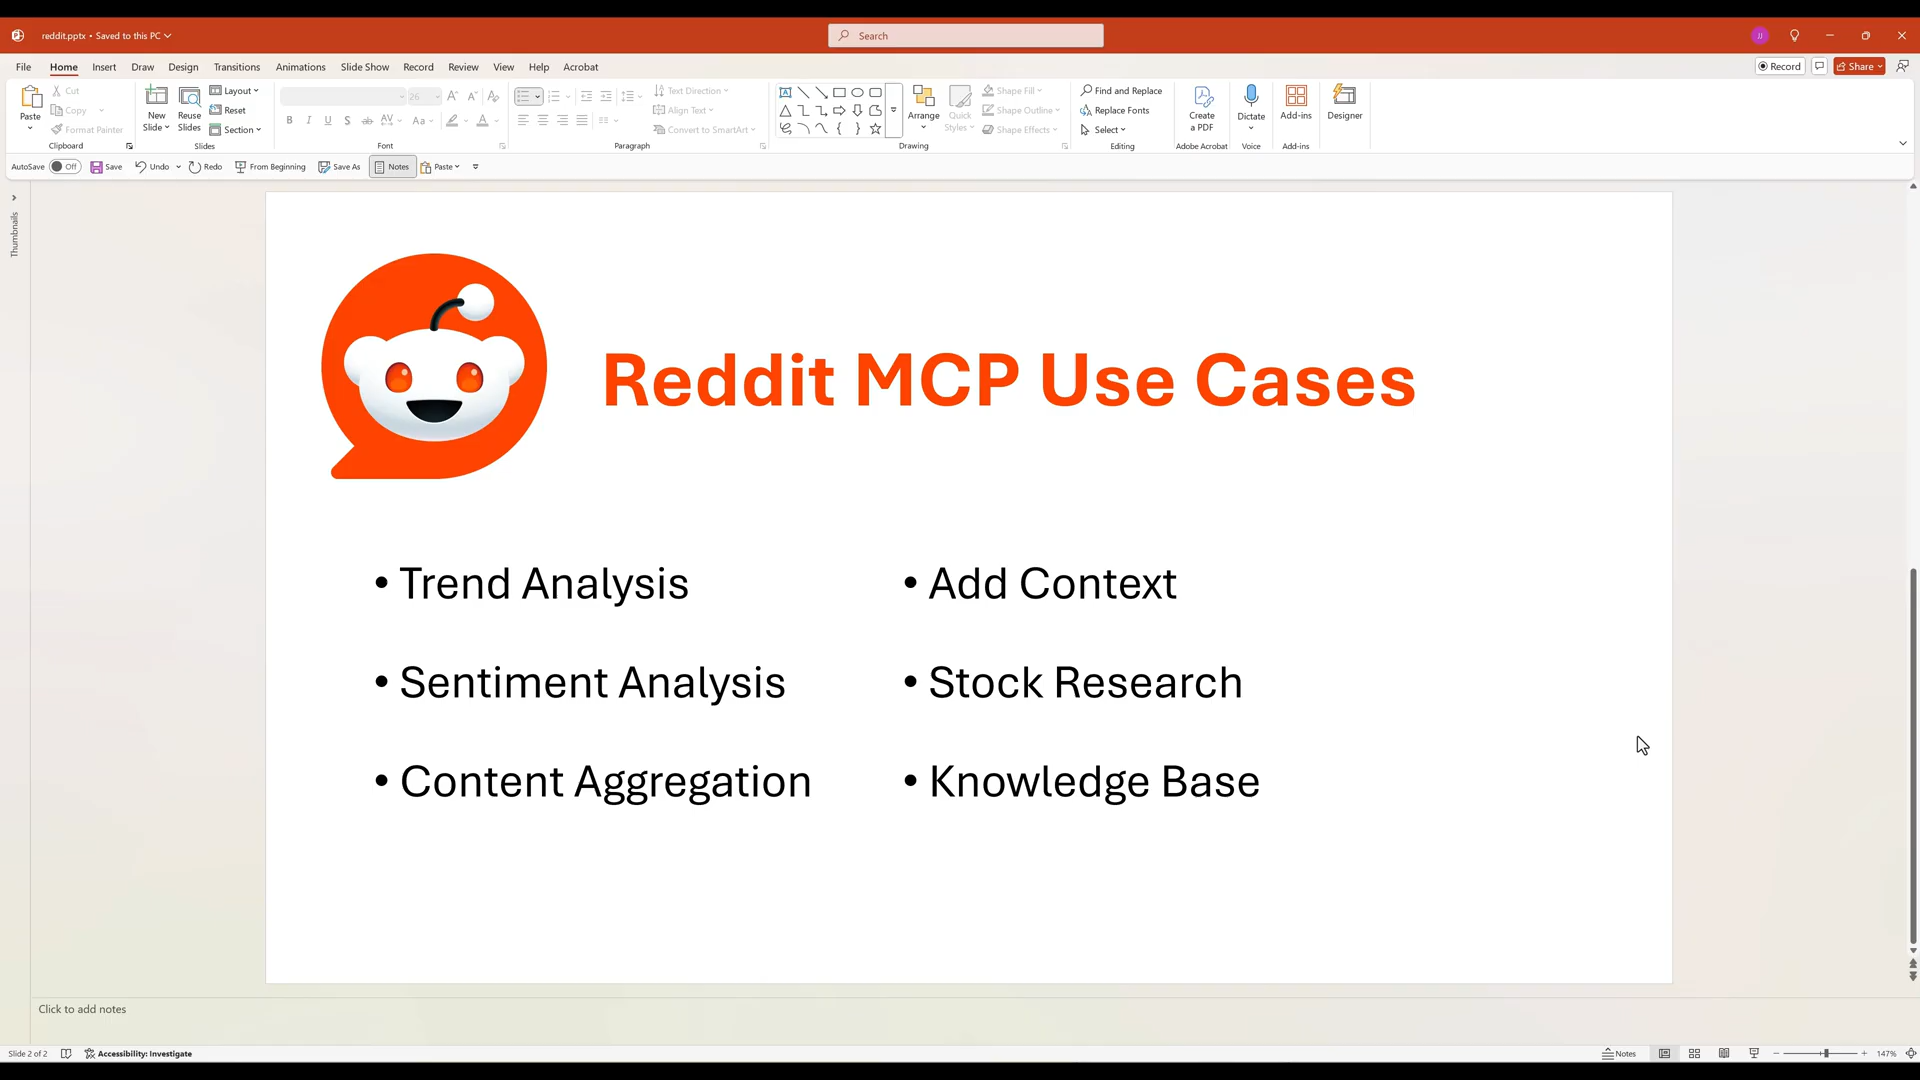 reddit.pptx • Saved to this PC
Search
JJ
File Home Insert Draw Design Transitions Animations Slide Show Record Review View Help Acrobat
Record Share
Paste
Cut
Copy
Format Painter
Clipboard
New Slide
Reuse Slides
Layout
Reset
Section
Slides
26
B I U S ab AV Aa A
Font
Text Direction
Align Text
Convert to SmartArt
Paragraph
Arrange
Quick Styles
Shape Fill
Shape Outline
Shape Effects
Drawing
Find and Replace
Replace Fonts
Select
Editing
Create a PDF
Adobe Acrobat
Dictate
Voice
Add-ins
Add-ins
Designer
AutoSave Off Save Undo Redo From Beginning Save As Notes Paste
Thumbnails
Reddit MCP Use Cases
• Trend Analysis
• Sentiment Analysis
• Content Aggregation
• Add Context
• Stock Research
• Knowledge Base
Click to add notes
Slide 2 of 2 Accessibility: Investigate Notes 147%